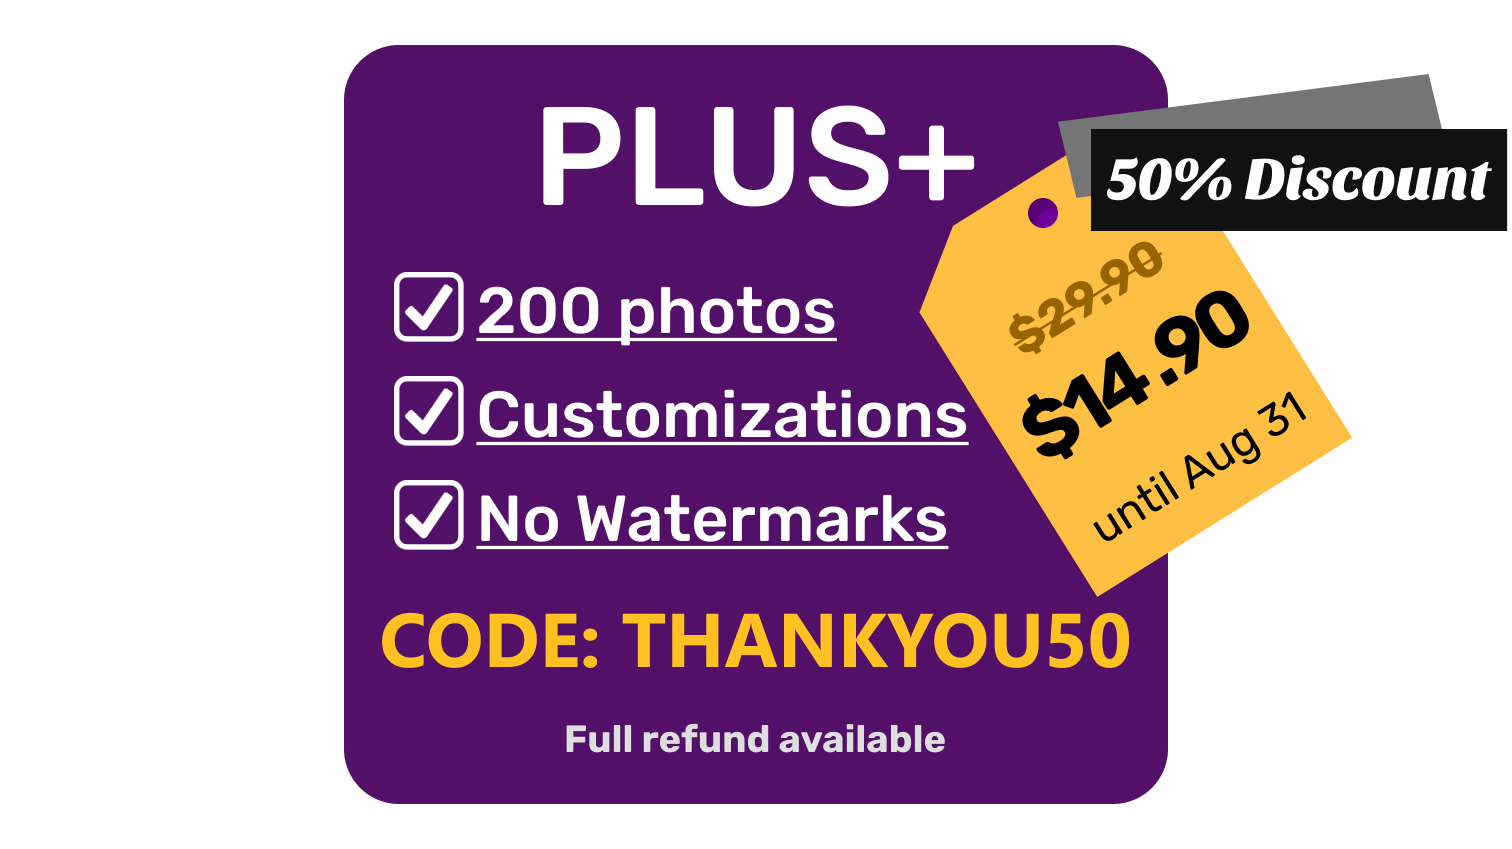 PLUS+
50% Discount
$29.90
$14.90
until Aug 31
200 photos
Customizations
No Watermarks
CODE: THANKYOU50
Full refund available